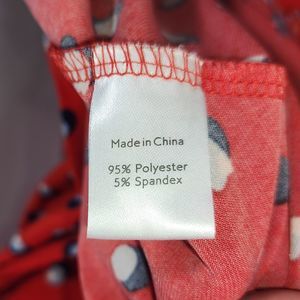 Made in China
95% Polyester
5% Spandex